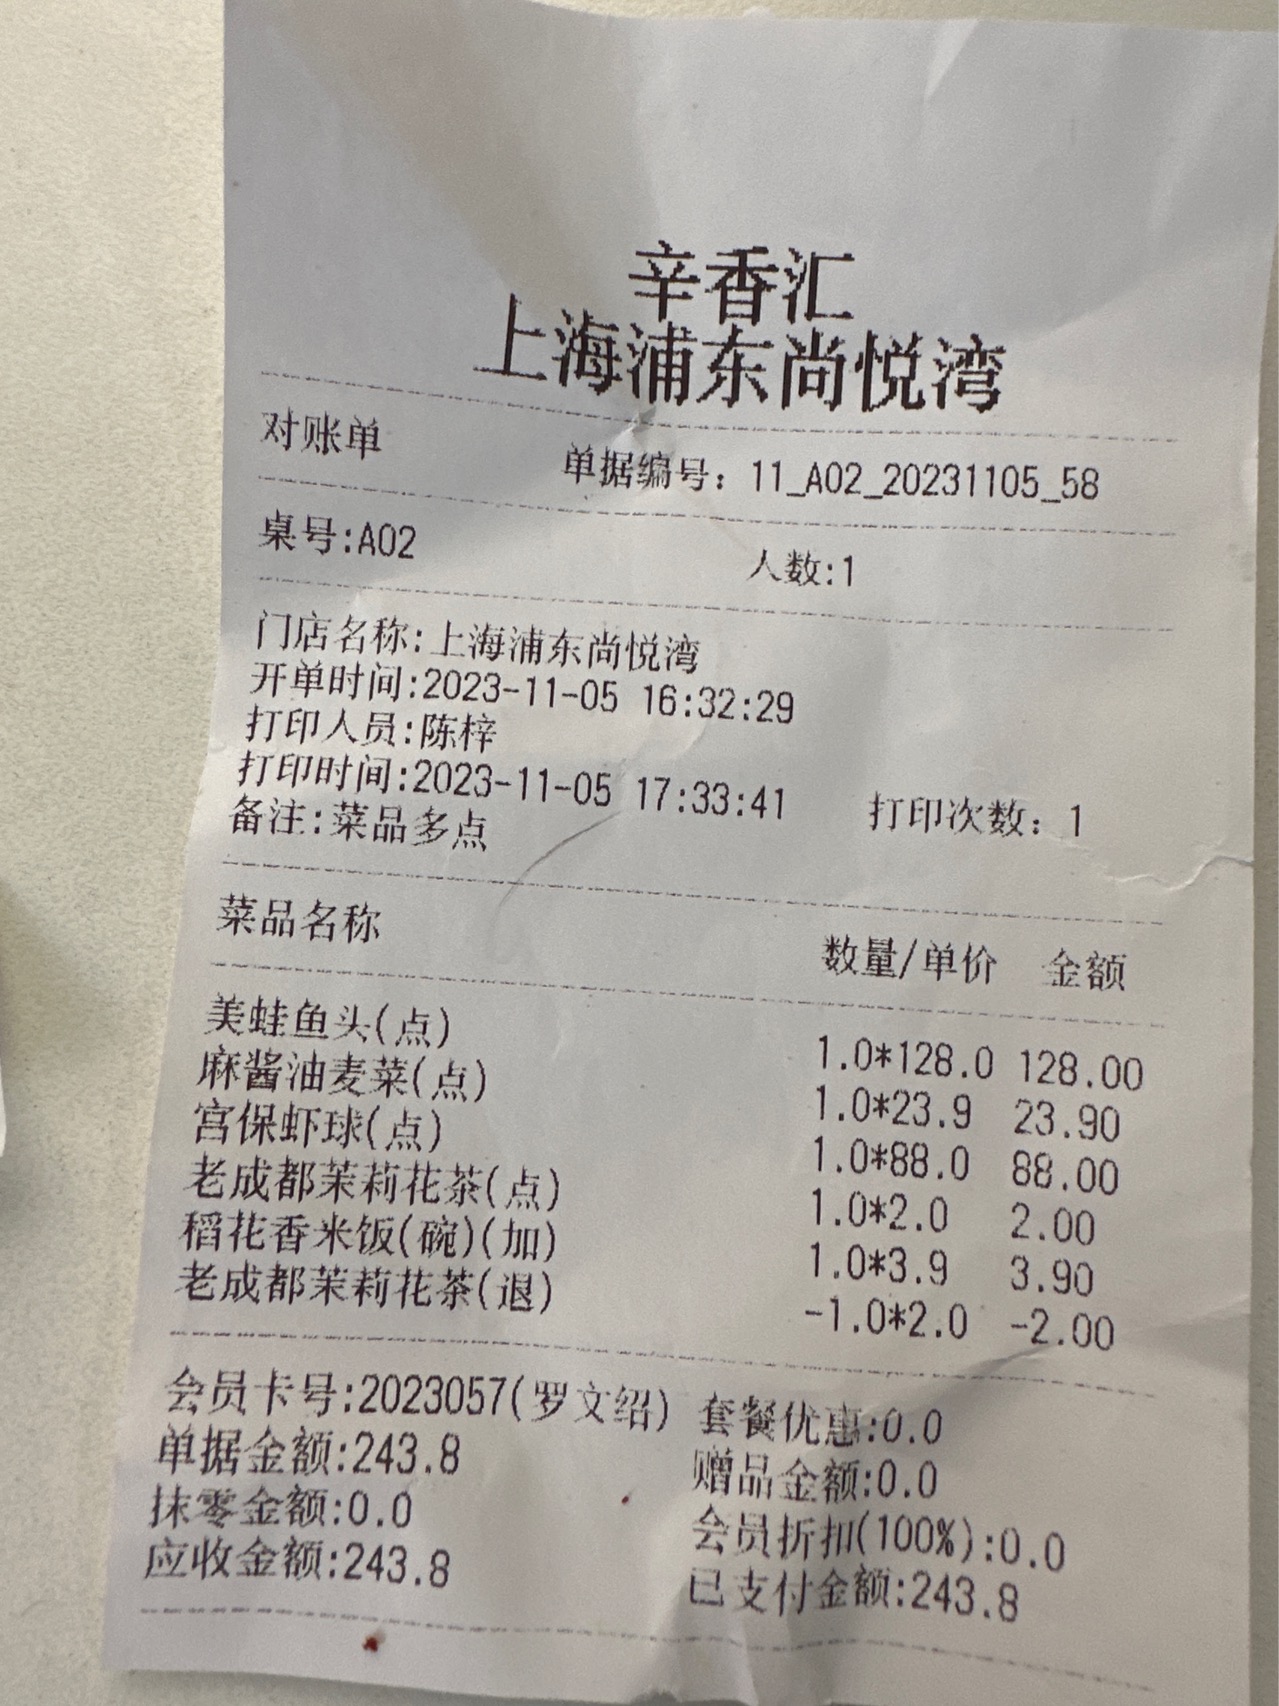 辛香汇
上海浦东尚悦湾
对账单 单据编号：11_A02_20231105_58
桌号:A02 人数:1
门店名称:上海浦东尚悦湾
开单时间:2023-11-05 16:32:29
打印人员:陈梓
打印时间:2023-11-05 17:33:41 打印次数：1
备注:菜品多点
菜品名称 数量/单价 金额
美蛙鱼头(点) 1.0*128.0 128.00
麻酱油麦菜(点) 1.0*23.9 23.90
宫保虾球(点) 1.0*88.0 88.00
老成都茉莉花茶(点) 1.0*2.0 2.00
稻花香米饭(碗)(加) 1.0*3.9 3.90
老成都茉莉花茶(退) -1.0*2.0 -2.00
会员卡号:2023057(罗文绍) 套餐优惠:0.0
单据金额:243.8 赠品金额:0.0
抹零金额:0.0 会员折扣(100%):0.0
应收金额:243.8 已支付金额:243.8